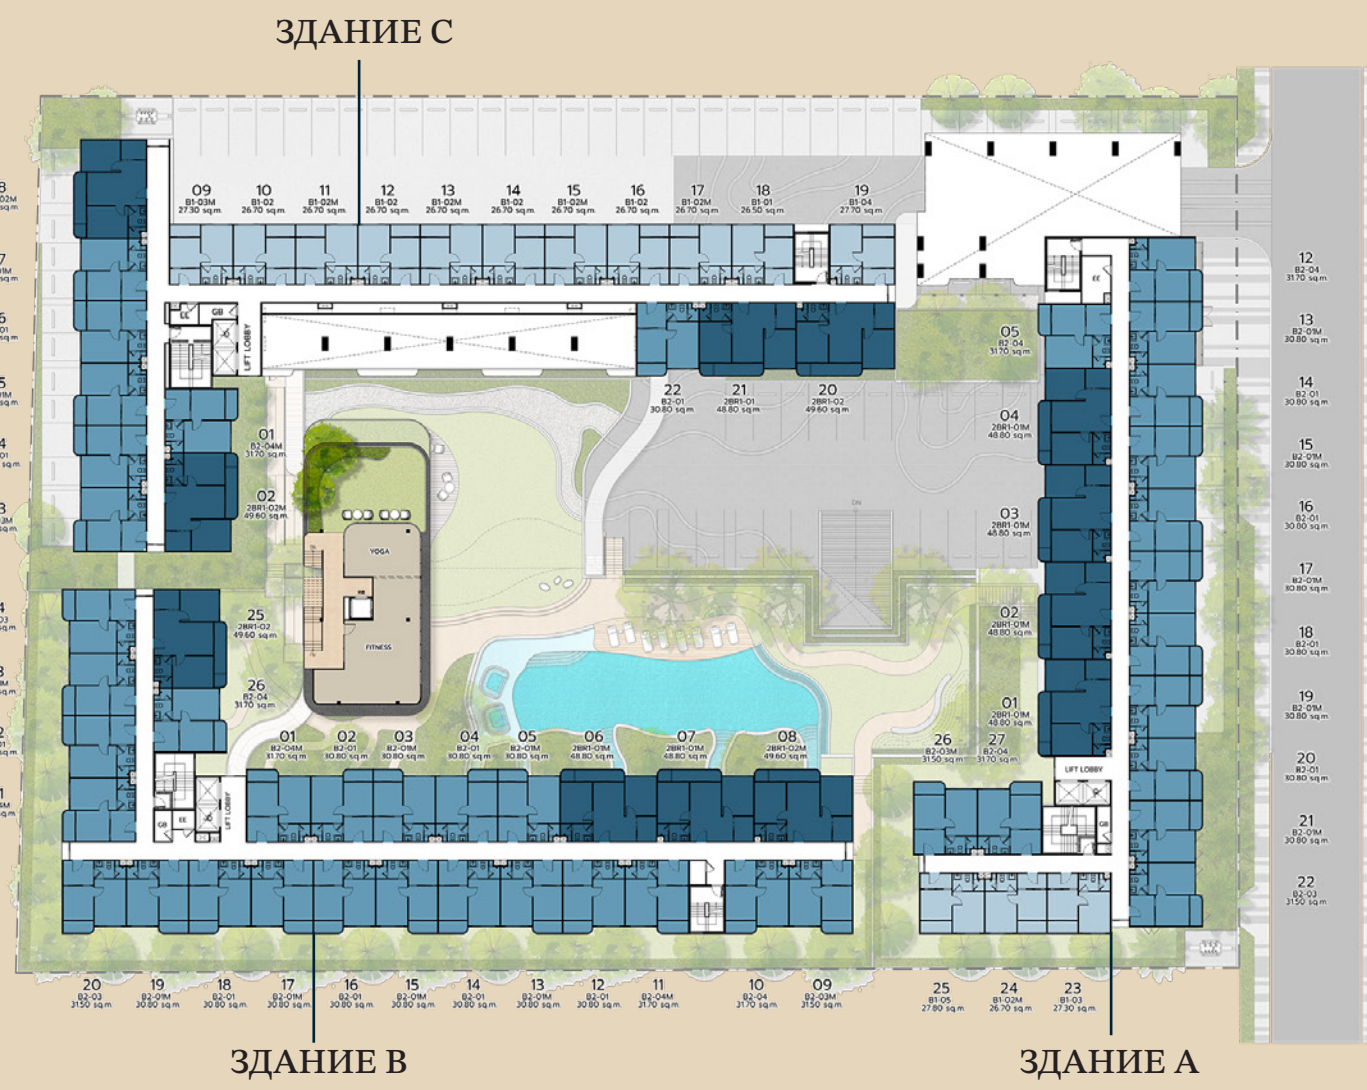 ЗДАНИЕ C
09
B1-03M
27.30 sq.m.
10
B1-02
26.70 sq.m.
11
B1-02M
26.70 sq.m.
12
B1-02
26.70 sq.m.
13
B1-02M
26.70 sq.m.
14
B1-02
26.70 sq.m.
15
B1-02M
26.70 sq.m.
16
B1-02
26.70 sq.m.
17
B1-02M
26.70 sq.m.
18
B1-01
26.50 sq.m.
19
B1-04
27.70 sq.m.
EE
GB
LIFT LOBBY
EE
22
B2-01
30.80 sq.m.
21
2BR1-01
48.80 sq.m.
20
2BR1-02
49.60 sq.m.
01
B2-04M
31.70 sq.m.
02
2BR1-02M
49.60 sq.m.
05
B2-04
31.70 sq.m.
04
2BR1-01M
48.80 sq.m.
03
2BR1-01M
48.80 sq.m.
02
2BR1-01M
48.80 sq.m.
01
2BR1-01M
48.80 sq.m.
12
B2-04
31.70 sq.m.
13
B2-01M
30.80 sq.m.
14
B2-01
30.80 sq.m.
15
B2-01M
30.80 sq.m.
16
B2-01
30.80 sq.m.
17
B2-01M
30.80 sq.m.
18
B2-01
30.80 sq.m.
19
B2-01M
30.80 sq.m.
20
B2-01
30.80 sq.m.
21
B2-01M
30.80 sq.m.
22
B2-03
31.50 sq.m.
DN
YOGA
FITNESS
25
2BR1-02
49.60 sq.m.
26
B2-04
31.70 sq.m.
01
B2-04M
31.70 sq.m.
02
B2-01
30.80 sq.m.
03
B2-01M
30.80 sq.m.
04
B2-01
30.80 sq.m.
05
B2-01M
30.80 sq.m.
06
2BR1-01M
48.80 sq.m.
07
2BR1-01M
48.80 sq.m.
08
2BR1-02M
49.60 sq.m.
26
B2-03M
31.50 sq.m.
27
B2-04
31.70 sq.m.
LIFT LOBBY
GB
GB
EE
LIFT LOBBY
20
B2-03
31.50 sq.m.
19
B2-01M
30.80 sq.m.
18
B2-01
30.80 sq.m.
17
B2-01M
30.80 sq.m.
16
B2-01
30.80 sq.m.
15
B2-01M
30.80 sq.m.
14
B2-01
30.80 sq.m.
13
B2-01M
30.80 sq.m.
12
B2-01
30.80 sq.m.
11
B2-04M
31.70 sq.m.
10
B2-04
31.70 sq.m.
09
B2-03M
31.50 sq.m.
25
B1-05
27.80 sq.m.
24
B1-02M
26.70 sq.m.
23
B1-03
27.30 sq.m.
ЗДАНИЕ B
ЗДАНИЕ A